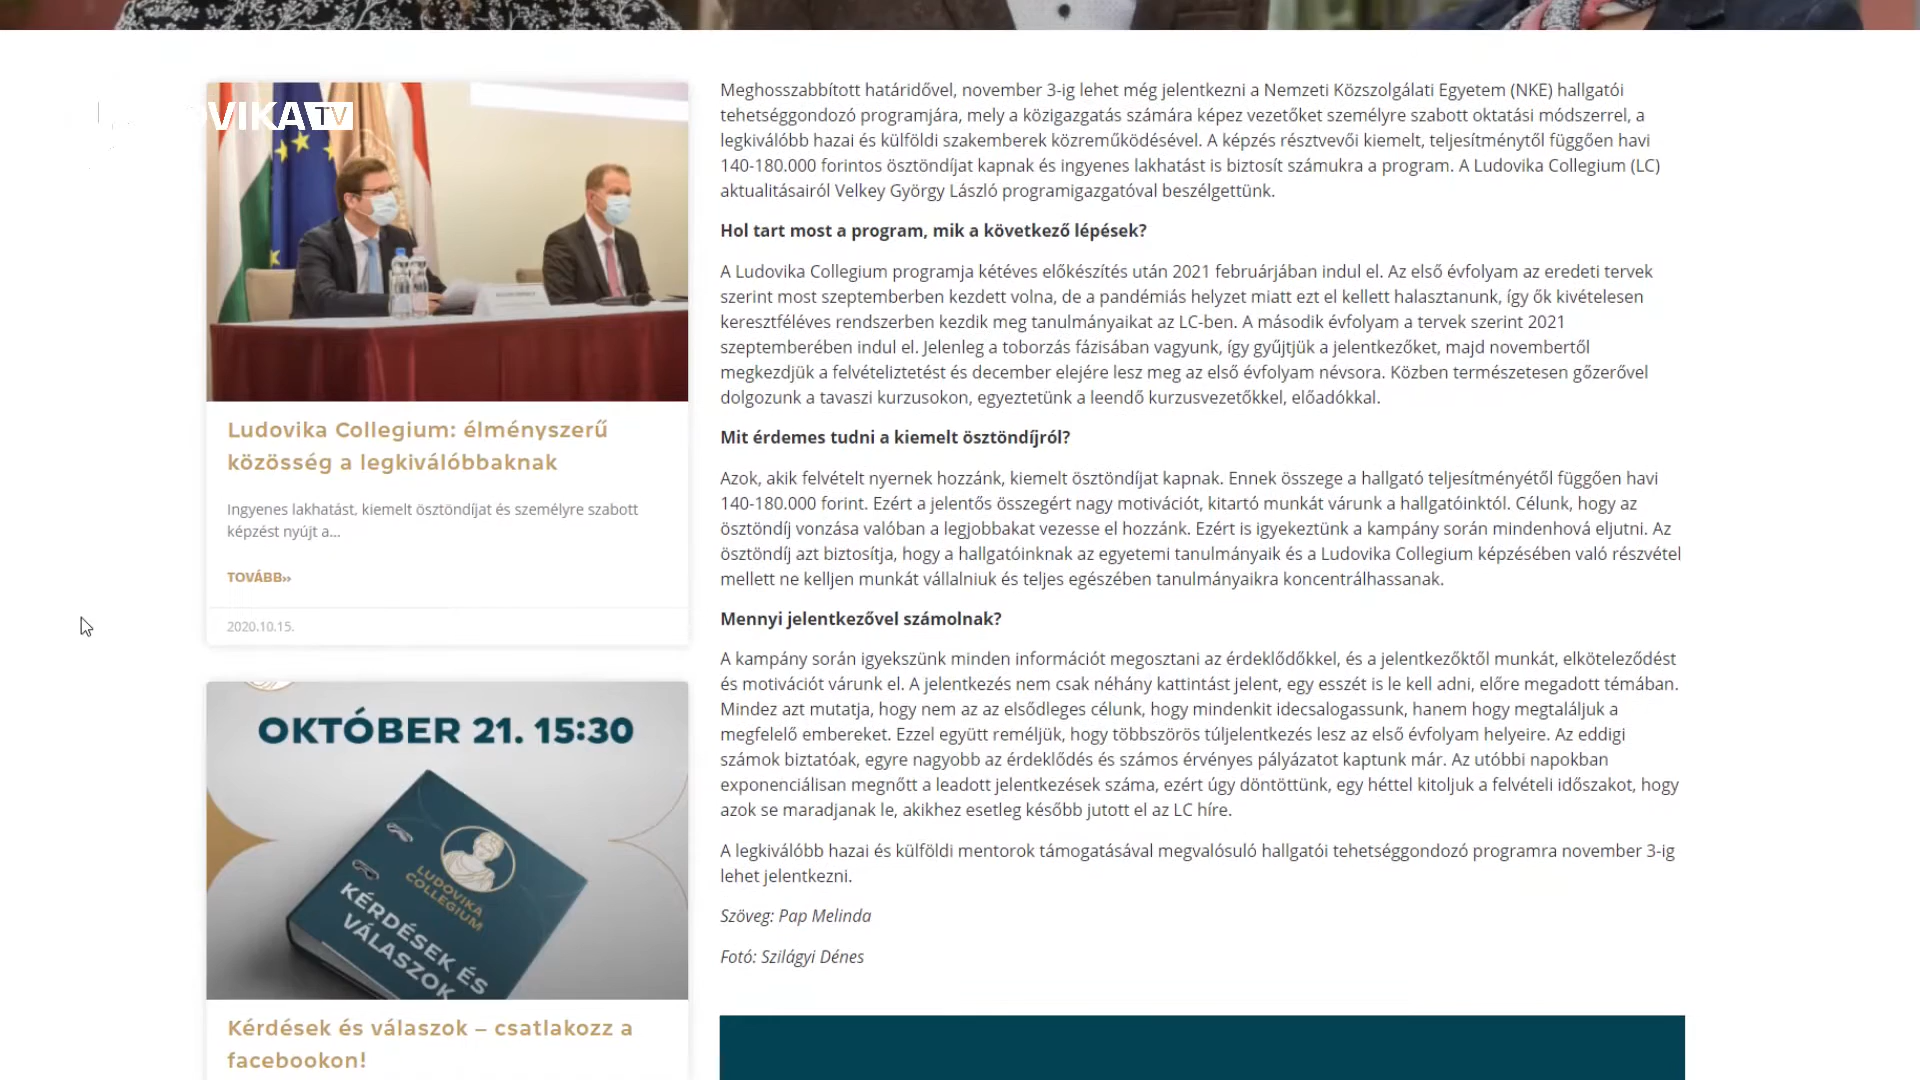 VIKA TV
Ludovika Collegium: élményszerű
közösség a legkiválóbbaknak
Ingyenes lakhatást, kiemelt ösztöndíjat és személyre szabott
képzést nyújt a...
TOVÁBB»
2020.10.15.
OKTÓBER 21. 15:30
LUDOVIKA
COLLEGIUM
KÉRDÉSEK ÉS
VÁLASZOK
Kérdések és válaszok – csatlakozz a
facebookon!
Meghosszabbított határidővel, november 3-ig lehet még jelentkezni a Nemzeti Közszolgálati Egyetem (NKE) hallgatói
tehetséggondozó programjára, mely a közigazgatás számára képez vezetőket személyre szabott oktatási módszerrel, a
legkiválóbb hazai és külföldi szakemberek közreműködésével. A képzés résztvevői kiemelt, teljesítménytől függően havi
140-180.000 forintos ösztöndíjat kapnak és ingyenes lakhatást is biztosít számukra a program. A Ludovika Collegium (LC)
aktualitásairól Velkey György László programigazgatóval beszélgettünk.
Hol tart most a program, mik a következő lépések?
A Ludovika Collegium programja kétéves előkészítés után 2021 februárjában indul el. Az első évfolyam az eredeti tervek
szerint most szeptemberben kezdett volna, de a pandémiás helyzet miatt ezt el kellett halasztanunk, így ők kivételesen
keresztféléves rendszerben kezdik meg tanulmányaikat az LC-ben. A második évfolyam a tervek szerint 2021
szeptemberében indul el. Jelenleg a toborzás fázisában vagyunk, így gyűjtjük a jelentkezőket, majd novembertől
megkezdjük a felvételiztetést és december elejére lesz meg az első évfolyam névsora. Közben természetesen gőzerővel
dolgozunk a tavaszi kurzusokon, egyeztetünk a leendő kurzusvezetőkkel, előadókkal.
Mit érdemes tudni a kiemelt ösztöndíjról?
Azok, akik felvételt nyernek hozzánk, kiemelt ösztöndíjat kapnak. Ennek összege a hallgató teljesítményétől függően havi
140-180.000 forint. Ezért a jelentős összegért nagy motivációt, kitartó munkát várunk a hallgatóinktól. Célunk, hogy az
ösztöndíj vonzása valóban a legjobbakat vezesse el hozzánk. Ezért is igyekeztünk a kampány során mindenhová eljutni. Az
ösztöndíj azt biztosítja, hogy a hallgatóinknak az egyetemi tanulmányaik és a Ludovika Collegium képzésében való részvétel
mellett ne kelljen munkát vállalniuk és teljes egészében tanulmányaikra koncentrálhassanak.
Mennyi jelentkezővel számolnak?
A kampány során igyekszünk minden információt megosztani az érdeklődőkkel, és a jelentkezőktől munkát, elköteleződést
és motivációt várunk el. A jelentkezés nem csak néhány kattintást jelent, egy esszét is le kell adni, előre megadott témában.
Mindez azt mutatja, hogy nem az az elsődleges célunk, hogy mindenkit idecsalogassunk, hanem hogy megtaláljuk a
megfelelő embereket. Ezzel együtt reméljük, hogy többszörös túljelentkezés lesz az első évfolyam helyeire. Az eddigi
számok biztatóak, egyre nagyobb az érdeklődés és számos érvényes pályázatot kaptunk már. Az utóbbi napokban
exponenciálisan megnőtt a leadott jelentkezések száma, ezért úgy döntöttünk, egy héttel kitoljuk a felvételi időszakot, hogy
azok se maradjanak le, akikhez esetleg később jutott el az LC híre.
A legkiválóbb hazai és külföldi mentorok támogatásával megvalósuló hallgatói tehetséggondozó programra november 3-ig
lehet jelentkezni.
Szöveg: Pap Melinda
Fotó: Szilágyi Dénes